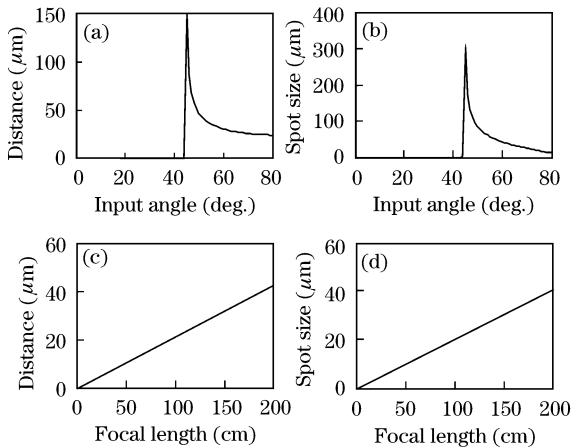 (a)
Distance (μm)
150
100
50
0
0 20 40 60 80
Input angle (deg.)
(b)
Spot size (μm)
400
300
200
100
0
0 20 40 60 80
Input angle (deg.)
(c)
Distance (μm)
60
40
20
0
0 50 100 150 200
Focal length (cm)
(d)
Spot size (μm)
60
40
20
0
0 50 100 150 200
Focal length (cm)